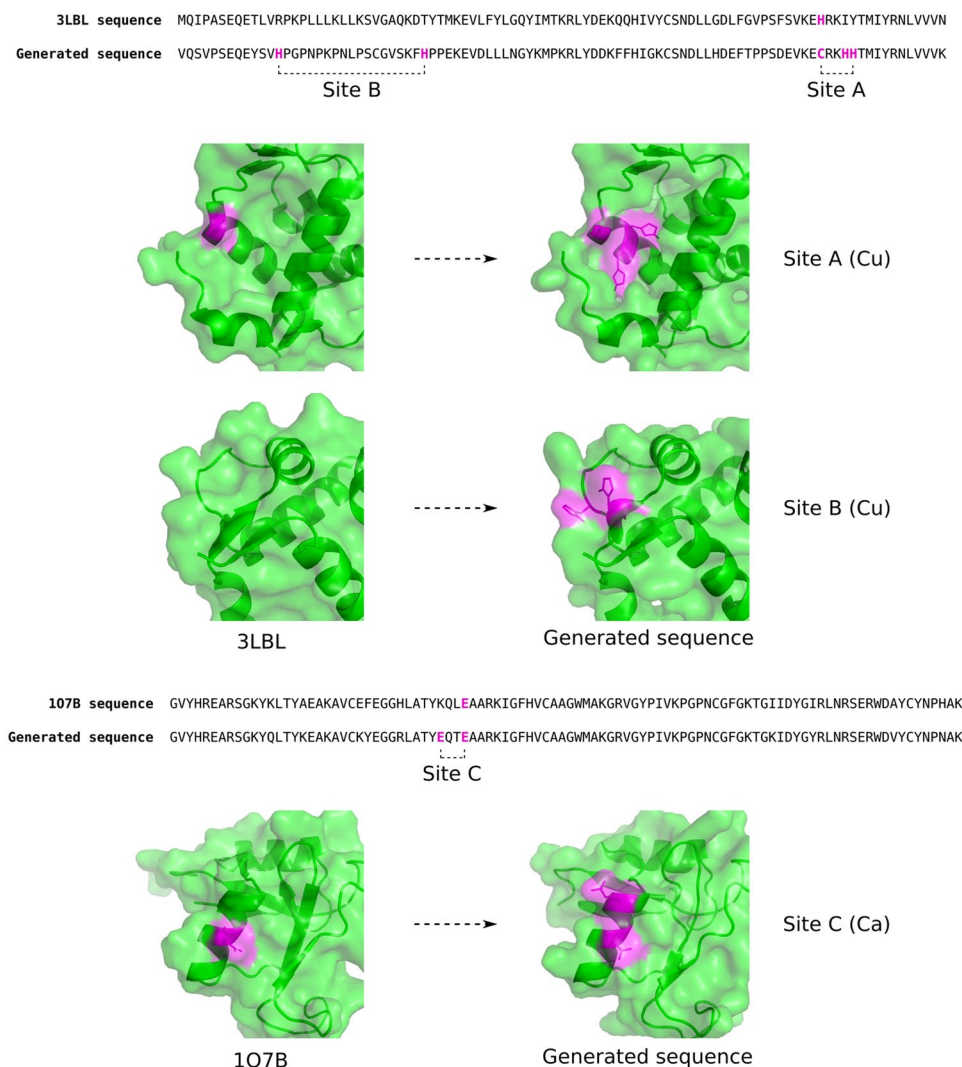 3LBL sequence MQIPASEQETLVRPKPLLLKLLKSVGAQKDTYTMKEVLFYLGQYIMTKRLYDEKQQHIVYCSNDLLGDLFGVPSFSVKEHRKIYTMIYRNLVVVN
Generated sequence VQSVPSEQEYSVHPGPNPKPNLPSCGVSKFHPPEKEVDLLLNGYKMPKRLYDDKFFHIGKCSNDLLHDEFTPPSDEVKECRKHHTMIYRNLVVVK
Site B Site A
Site A (Cu)
Site B (Cu)
3LBL Generated sequence
1O7B sequence GVYHREARSGKYKLTYAEAKAVCEFEGGHLATYKQLEAARKIGFHVCAAGWMAKGRVGYPIVKPGPNCGFGKTGIIDYGIRLNRSERWDAYCYNPHAK
Generated sequence GVYHREARSGKYQLTYKEAKAVCKYEGGRLATYEQTEAARKIGFHVCAAGWMAKGRVGYPIVKPGPNCGFGKTGKIDYGYRLNRSERWDVYCYNPNAK
Site C
Site C (Ca)
1O7B Generated sequence